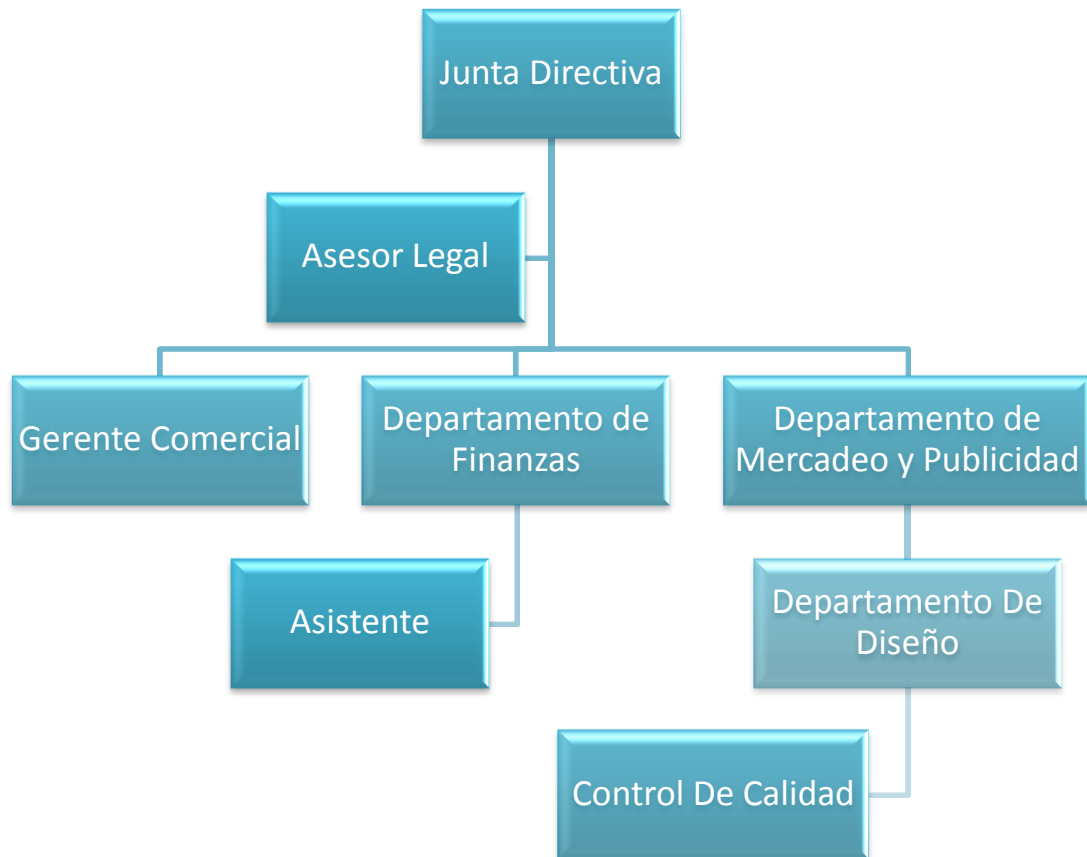 Junta Directiva
Asesor Legal
Gerente Comercial
Departamento de
Finanzas
Departamento de
Mercadeo y Publicidad
Asistente
Departamento De
Diseño
Control De Calidad